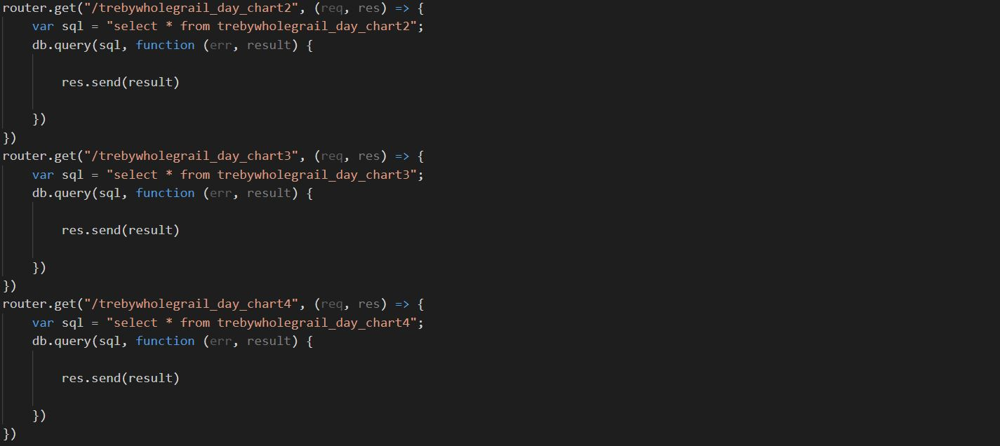 router.get("/trebywholegrail_day_chart2", (req, res) => {
    var sql = "select * from trebywholegrail_day_chart2";
    db.query(sql, function (err, result) {
        res.send(result)
    })
})
router.get("/trebywholegrail_day_chart3", (req, res) => {
    var sql = "select * from trebywholegrail_day_chart3";
    db.query(sql, function (err, result) {
        res.send(result)
    })
})
router.get("/trebywholegrail_day_chart4", (req, res) => {
    var sql = "select * from trebywholegrail_day_chart4";
    db.query(sql, function (err, result) {
        res.send(result)
    })
})